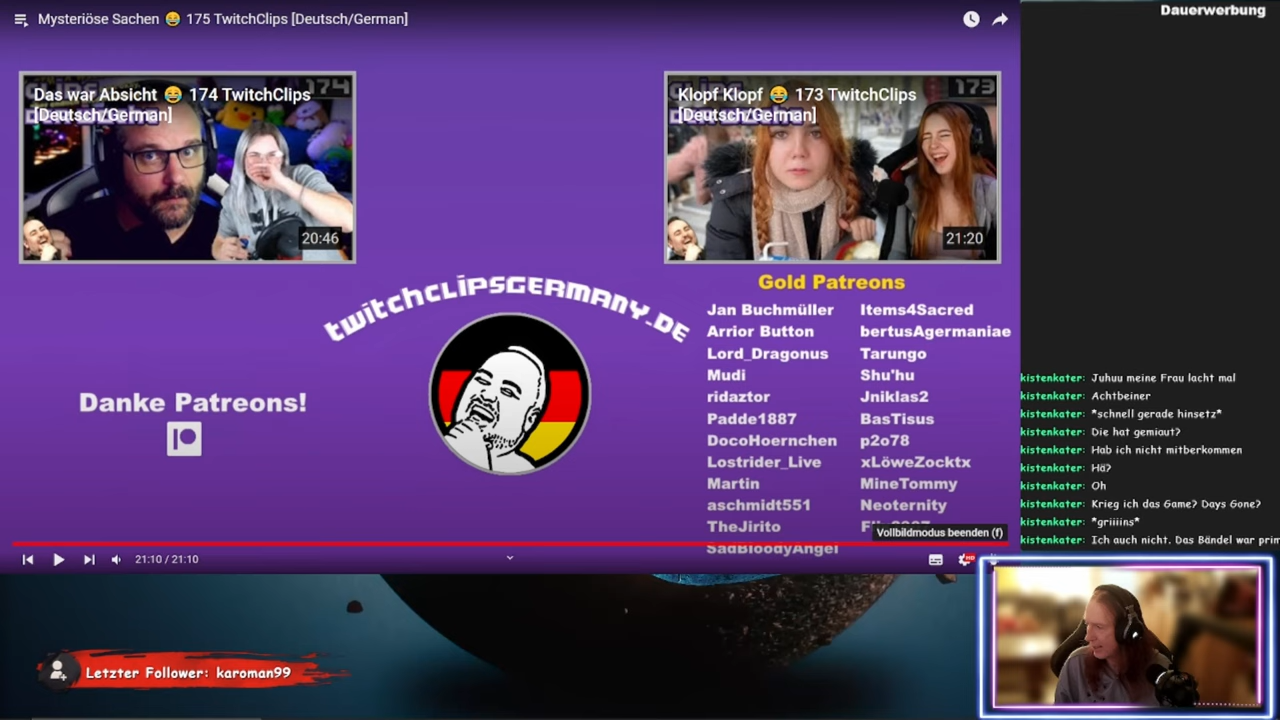 Mysteriöse Sachen 😂 175 TwitchClips [Deutsch/German]
Dauerwerbung
174
Das war Absicht 😂 174 TwitchClips
[Deutsch/German]
20:46
173
Klopf Klopf 😂 173 TwitchClips
[Deutsch/German]
21:20
twitchclipsGermany.de
Danke Patreons!
Gold Patreons
Jan Buchmüller
Arrior Button
Lord_Dragonus
Mudi
ridaztor
Padde1887
DocoHoernchen
Lostrider_Live
Martin
aschmidt551
TheJirito
SadBloodyAngel
Items4Sacred
bertusAgermaniae
Tarungo
Shu'hu
Jniklas2
BasTisus
p2o78
xLöweZocktx
MineTommy
Neoternity
Vollbildmodus beenden (f)
21:10 / 21:10
HD
kistenkater: Juhuu meine Frau lacht mal
kistenkater: Achtbeiner
kistenkater: *schnell gerade hinsetz*
kistenkater: Die hat gemiaut?
kistenkater: Hab ich nicht mitberkommen
kistenkater: Hä?
kistenkater: Oh
kistenkater: Krieg ich das Game? Days Gone?
kistenkater: *griiiins*
kistenkater: Ich auch nicht. Das Bändel war
Letzter Follower: karoman99